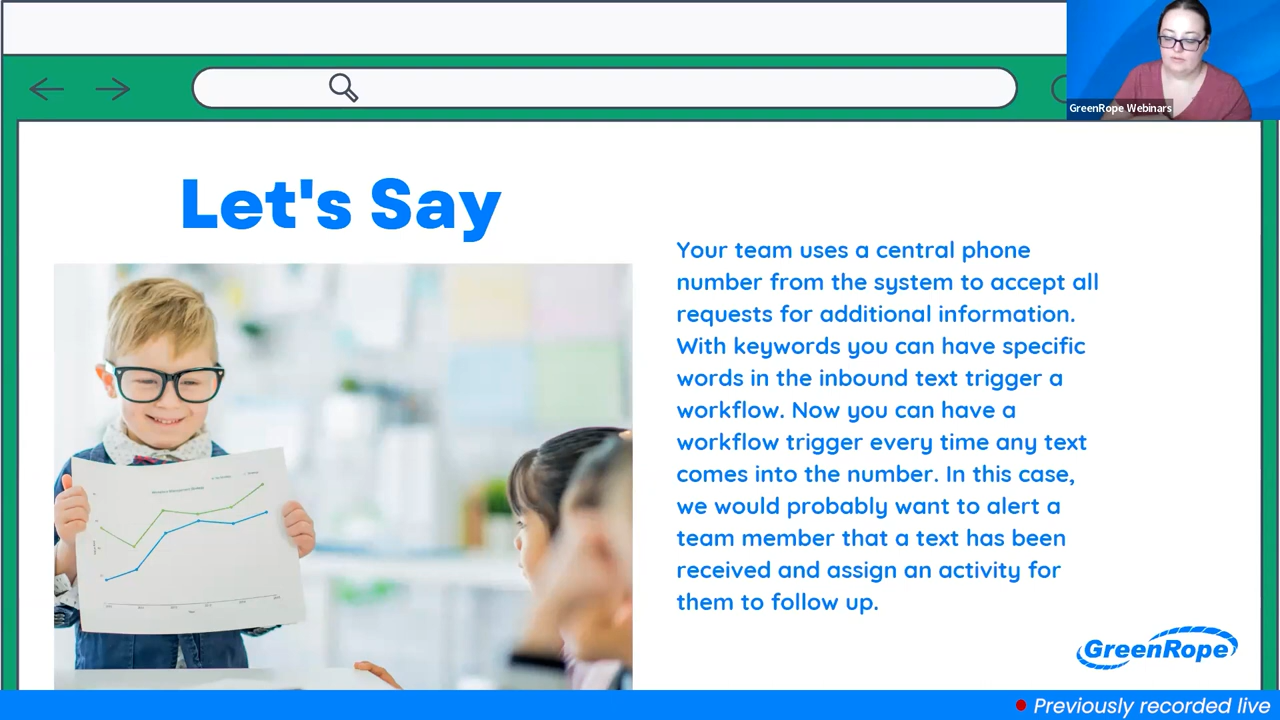 GreenRope Webinars
Let's Say
Your team uses a central phone
number from the system to accept all
requests for additional information.
With keywords you can have specific
words in the inbound text trigger a
workflow. Now you can have a
workflow trigger every time any text
comes into the number. In this case,
we would probably want to alert a
team member that a text has been
received and assign an activity for
them to follow up.
GreenRope
Previously recorded live